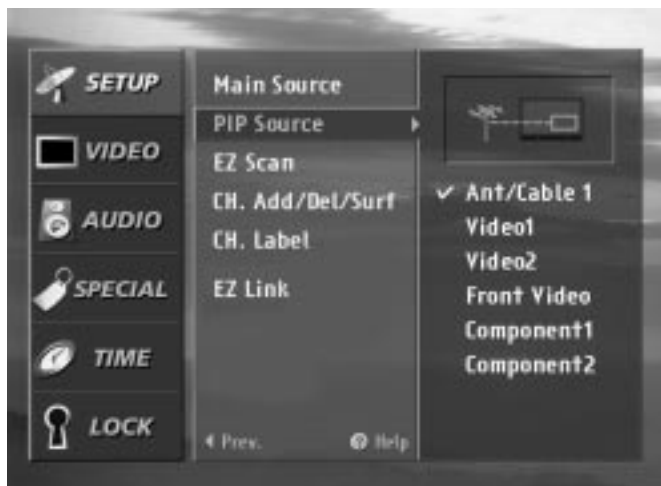 SETUP
VIDEO
AUDIO
SPECIAL
TIME
LOCK
Main Source
PIP Source
EZ Scan
CH. Add/Del/Surf
CH. Label
EZ Link
Prev.
Help
Ant/Cable 1
Video1
Video2
Front Video
Component1
Component2